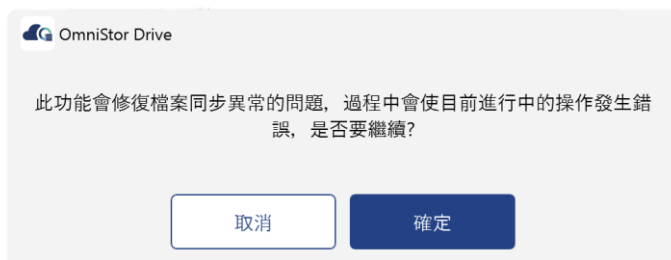 OmniStor Drive
此功能會修復檔案同步異常的問題，過程中會使目前進行中的操作發生錯
誤，是否要繼續?
取消
確定